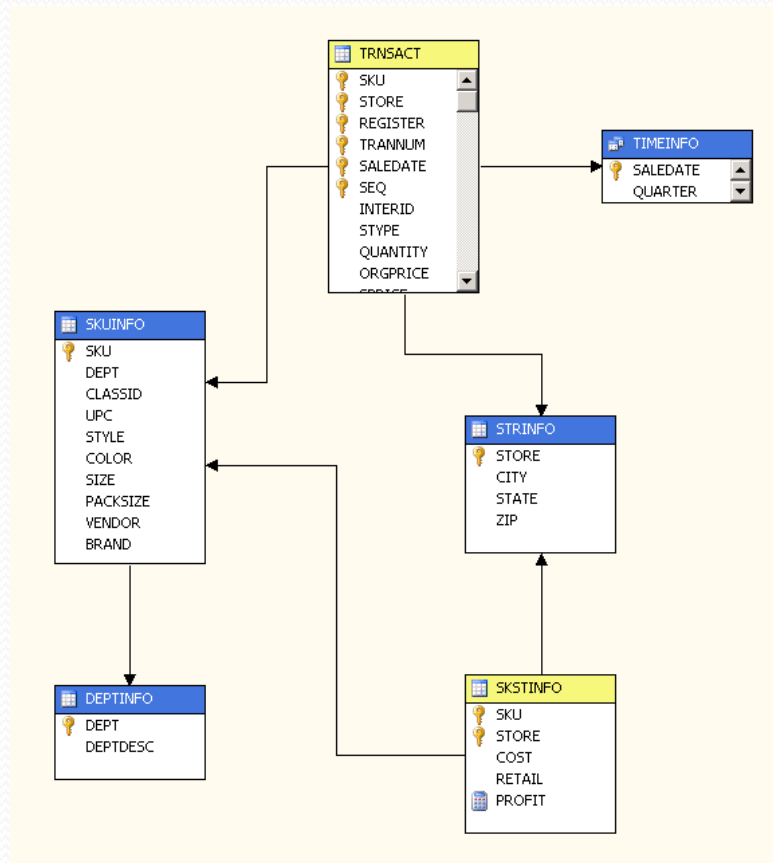 TRNSACT
SKU
STORE
REGISTER
TRANNUM
SALEDATE
SEQ
INTERID
STYPE
QUANTITY
ORGPRICE
TIMEINFO
SALEDATE
QUARTER
SKUINFO
SKU
DEPT
CLASSID
UPC
STYLE
COLOR
SIZE
PACKSIZE
VENDOR
BRAND
STRINFO
STORE
CITY
STATE
ZIP
DEPTINFO
DEPT
DEPTDESC
SKSTINFO
SKU
STORE
COST
RETAIL
PROFIT